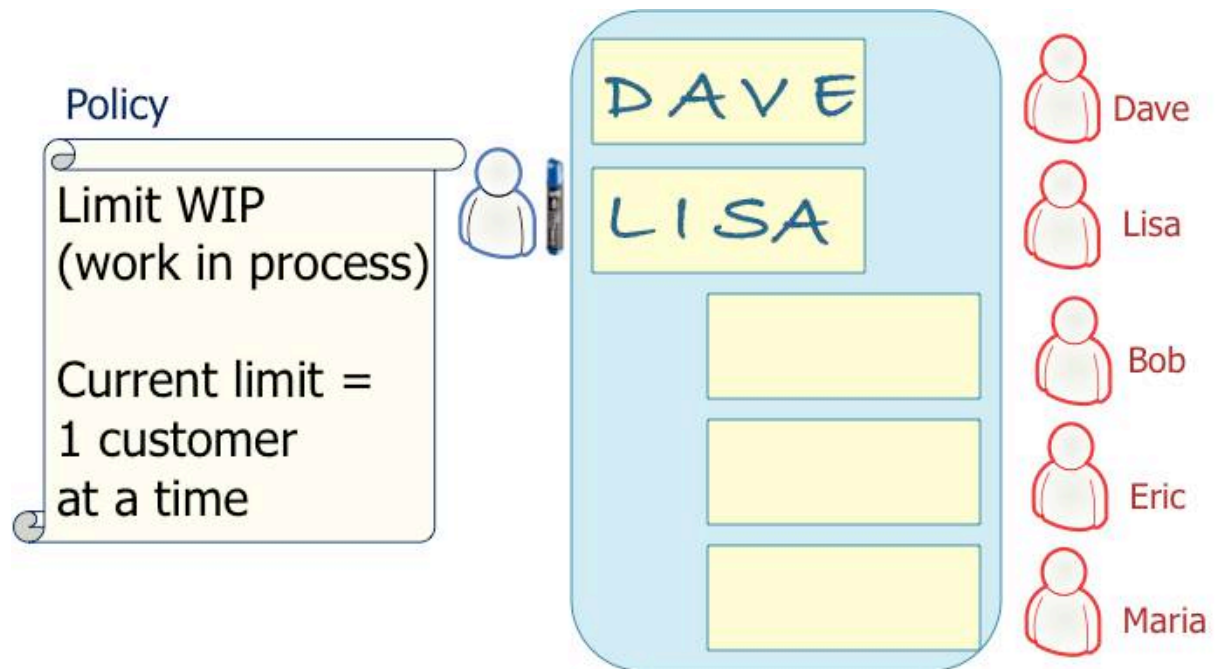 Policy
Limit WIP
(work in process)
Current limit =
1 customer
at a time
DAVE
LISA
Dave
Lisa
Bob
Eric
Maria